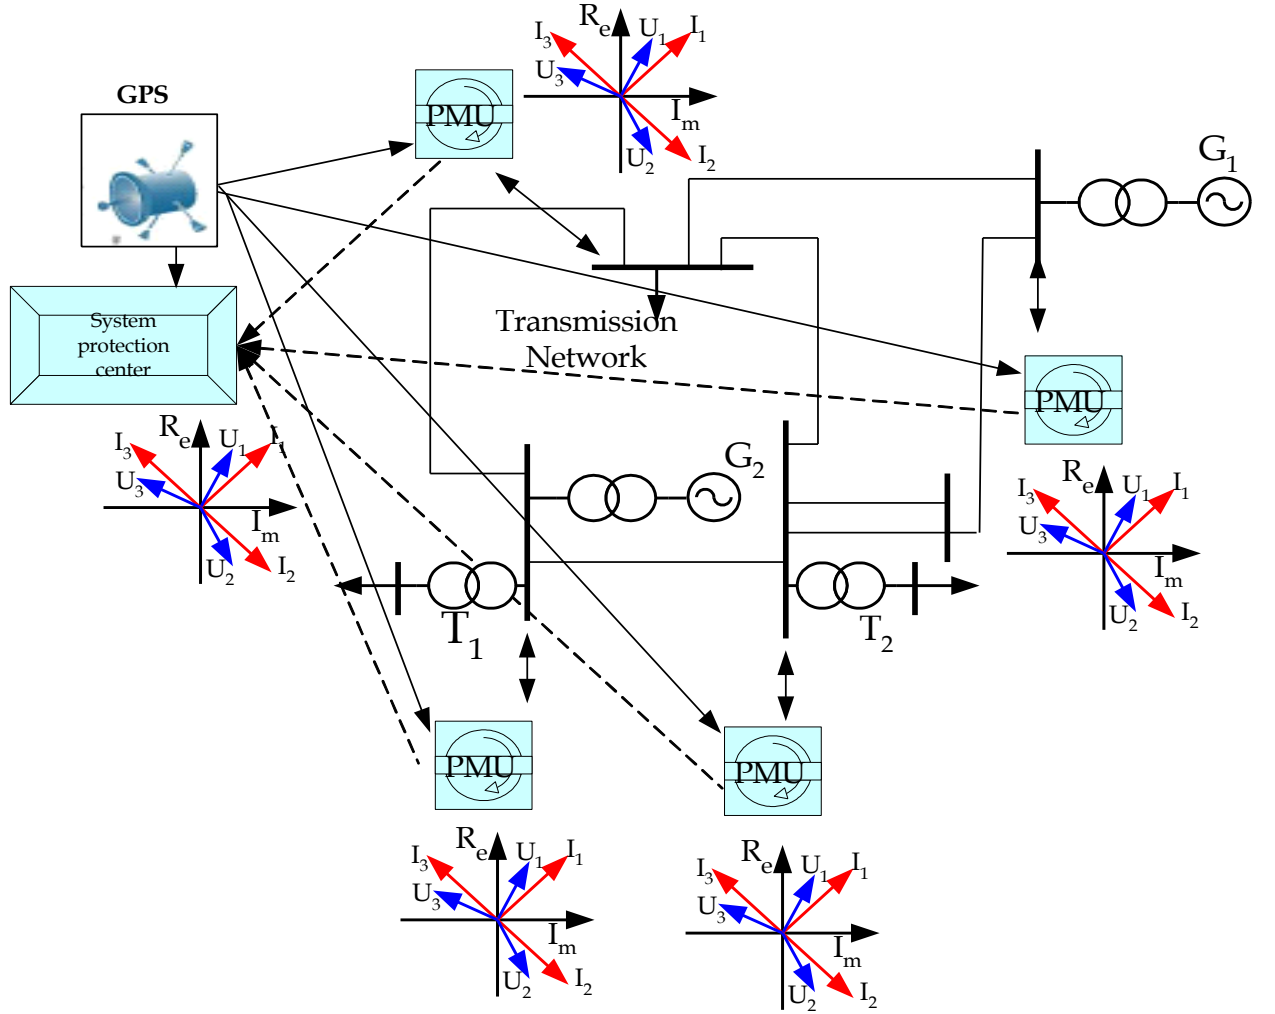 GPS
PMU
Re
I3
U1
I1
U3
Im
U2
I2
G1
System
protection
center
Transmission
Network
PMU
Re
I3
U1
I1
U3
Im
U2
I2
G2
Re
I3
U1
I1
U3
Im
U2
I2
T1
T2
PMU
PMU
Re
I3
U1
I1
U3
Im
U2
I2
Re
I3
U1
I1
U3
Im
U2
I2